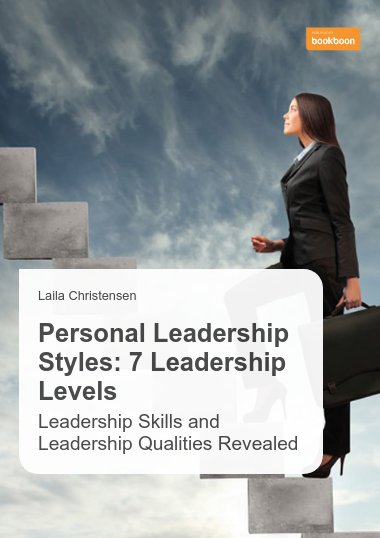 bookboon
Laila Christensen
Personal Leadership
Styles: 7 Leadership
Levels
Leadership Skills and
Leadership Qualities Revealed